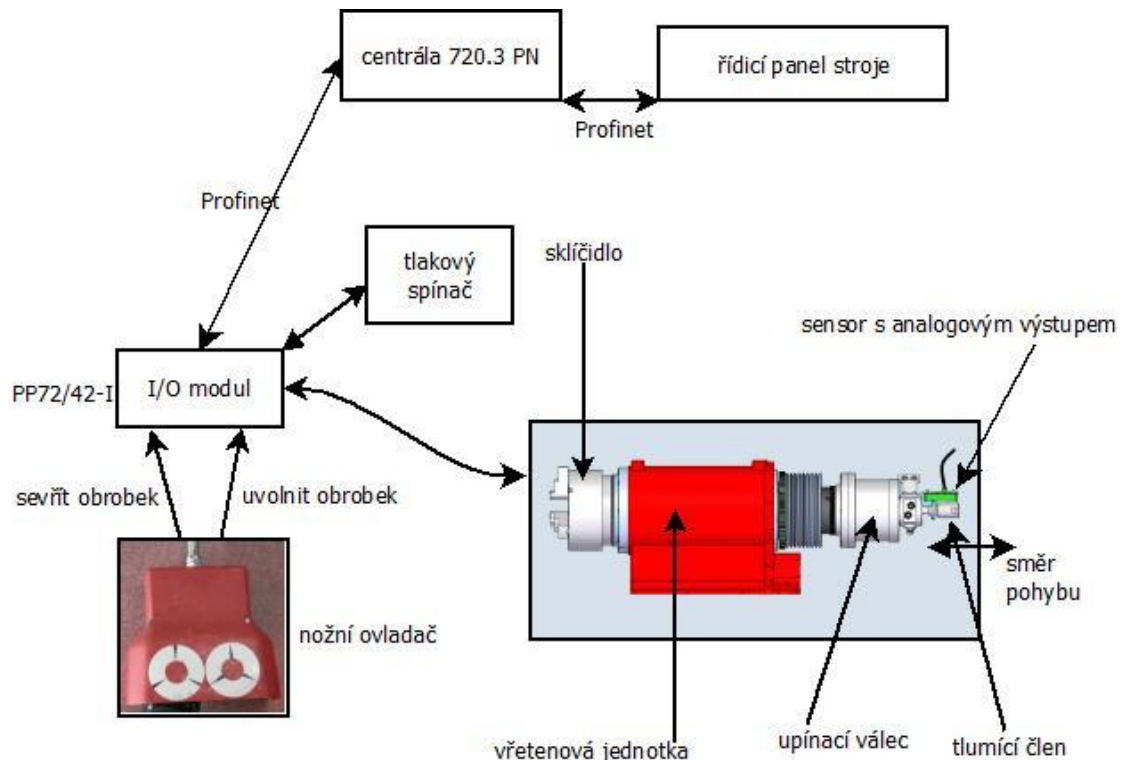 centrála 720.3 PN
řídicí panel stroje
Profinet
Profinet
tlakový
spínač
sklíčidlo
sensor s analogovým výstupem
PP72/42-I
I/O modul
sevřít obrobek
uvolnit obrobek
směr
pohybu
nožní ovladač
vřetenová jednotka
upínací válec
tlumící člen